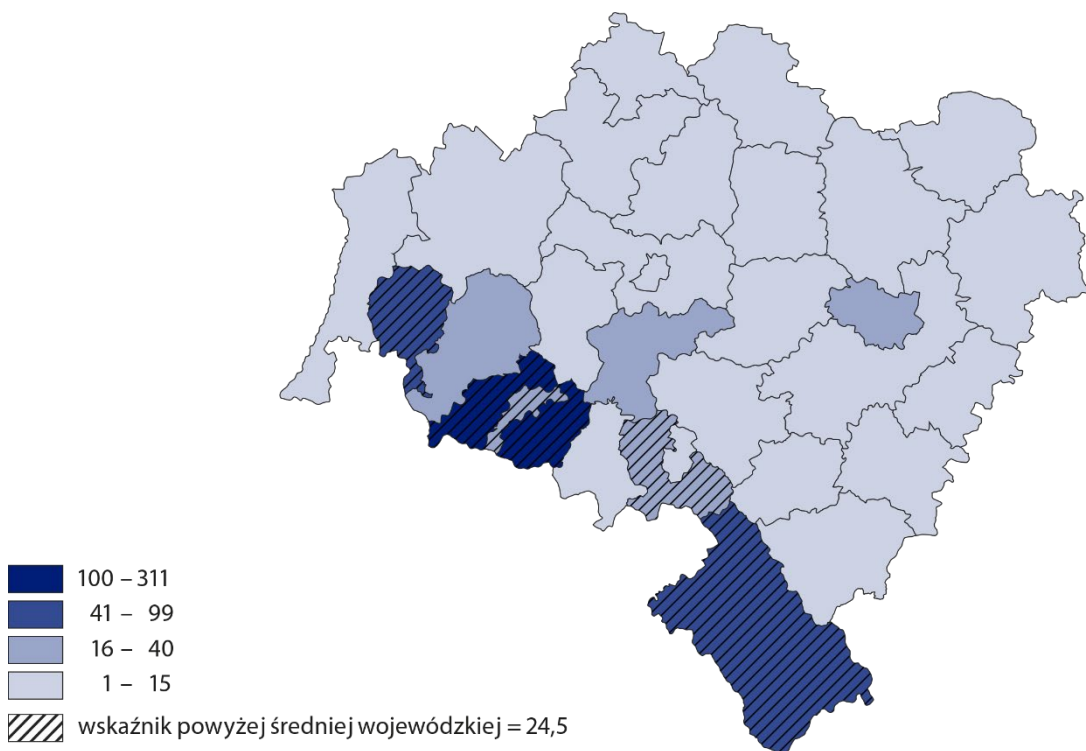 100 – 311
41 – 99
16 – 40
1 – 15
wskaźnik powyżej średniej wojewódzkiej = 24,5